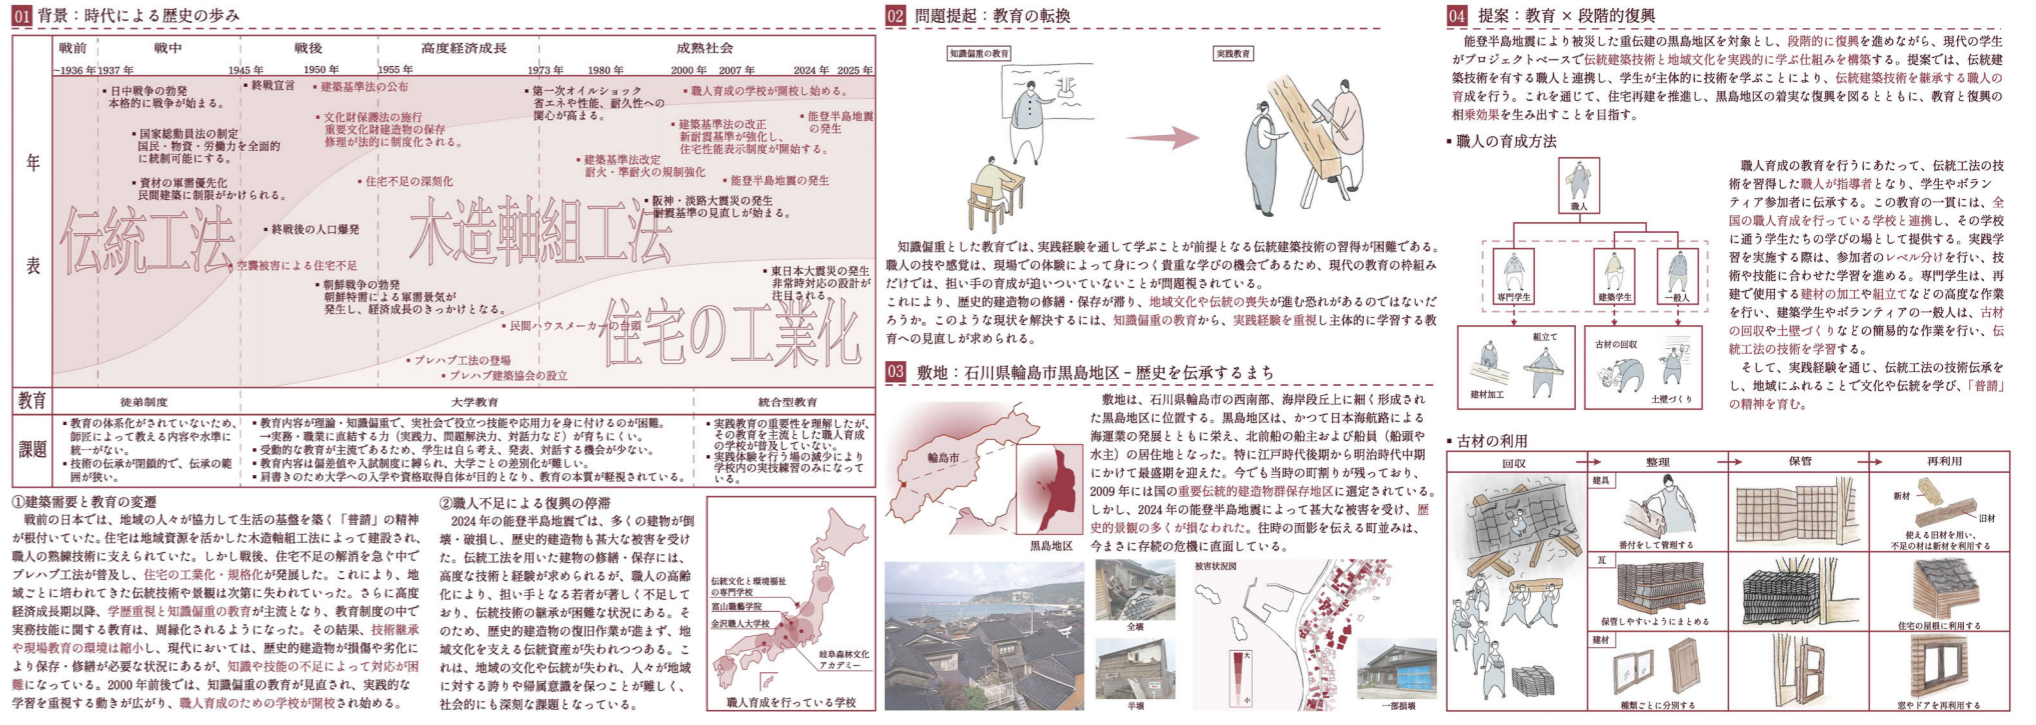 01 背景：時代による歴史の歩み
戦前
戦中
戦後
高度経済成長
成熟社会
~1936 年
1937 年
1945 年
1950 年
1955 年
1973 年
1980 年
2000 年
2007 年
2024 年
2025 年
年
表
▪日中戦争の勃発
本格的に戦争が始まる。
▪国家総動員法の制定
国民・物資・労働力を全面的
に統制可能にする。
▪資材の軍需優先化
民間建築に制限がかけられる。
▪終戦宣言
▪建築基準法の公布
▪文化財保護法の施行
重要文化財建造物の保存
修理が法的に制度化される。
▪住宅不足の深刻化
▪終戦後の人口爆発
▪空襲被害による住宅不足
▪朝鮮戦争の勃発
朝鮮特需による軍需景気が
発生し、経済成長のきっかけとなる。
▪第一次オイルショック
省エネや性能、耐久性への
関心が高まる。
▪職人育成の学校が開校し始める。
▪能登半島地震
の発生
▪建築基準法の改正
新耐震基準が強化し、
住宅性能表示制度が開始する。
▪建築基準法改定
耐火・準耐火の規制強化
▪能登半島地震の発生
▪阪神・淡路大震災の発生
耐震基準の見直しが始まる。
▪東日本大震災の発生
非常時対応の設計が
注目される。
▪民間ハウスメーカーの台頭
▪プレハブ工法の登場
▪プレハブ建築協会の設立
伝統工法
木造軸組工法
住宅の工業化
教育
徒弟制度
大学教育
統合型教育
課題
▪教育の体系化がされていないため、
師匠によって教える内容や水準に
統一がない。
▪技術の伝承が閉鎖的で、伝承の範
囲が狭い。
▪教育内容が理論・知識偏重で、実社会で役立つ技能や応用力を身に付けるのが困難。
→実務・職業に直結する力（実践力、問題解決力、対話力など）が育ちにくい。
▪受動的な教育が主流であるため、学生は自ら考え、発表、対話する機会が少ない。
▪教育内容は偏差値や入試制度に縛られ、大学ごとの差別化が難しい。
▪肩書きのため大学への入学や資格取得自体が目的となり、教育の本質が軽視されている。
▪実践教育の重要性を理解したが、
その教育を主流とした職人育成
の学校が普及していない。
▪実践体験を行う場の減少により
学校内の実技練習のみになって
いる。
①建築需要と教育の変遷
戦前の日本では、地域の人々が協力して生活の基盤を築く「普請」の精神
が根付いていた。住宅は地域資源を活かした木造軸組工法によって建設され、
職人の熟練技術に支えられていた。しかし戦後、住宅不足の解消を急ぐ中で
プレハブ工法が普及し、住宅の工業化・規格化が発展した。これにより、地
域ごとに培われてきた伝統技術や景観は次第に失われていった。さらに高度
経済成長期以降、学歴重視と知識偏重の教育が主流となり、教育制度の中で
実務技能に関する教育は、周縁化されるようになった。その結果、技術継承
や現場教育の環境は縮小し、現代においては、歴史的建造物が損傷や劣化に
より保存・修繕が必要な状況にあるが、知識や技能の不足によって対応が困
難になっている。2000 年前後では、知識偏重の教育が見直され、実践的な
学習を重視する動きが広がり、職人育成のための学校が開校され始める。
②職人不足による復興の停滞
2024 年の能登半島地震では、多くの建物が倒
壊・破損し、歴史的建造物も甚大な被害を受け
た。伝統工法を用いた建物の修繕・保存には、
高度な技術と経験が求められるが、職人の高齢
化により、担い手となる若者が著しく不足して
おり、伝統技術の継承が困難な状況にある。そ
のため、歴史的建造物の復旧作業が進まず、地
域文化を支える伝統資産が失われつつある。こ
れは、地域の文化や伝統が失われ、人々が地域
に対する誇りや帰属意識を保つことが難しく、
社会的にも深刻な課題となっている。
伝統文化と環境福祉
の専門学校
富山職藝学院
金沢職人大学校
岐阜森林文化
アカデミー
職人育成を行っている学校
02 問題提起：教育の転換
知識偏重の教育
実践教育
知識偏重とした教育では、実践経験を通して学ぶことが前提となる伝統建築技術の習得が困難である。
職人の技や感覚は、現場での体験によって身につく貴重な学びの機会であるため、現代の教育の枠組み
だけでは、担い手の育成が追いついていないことが問題視されている。
これにより、歴史的建造物の修繕・保存が滞り、地域文化や伝統の喪失が進む恐れがあるのではないだ
ろうか。このような現状を解決するには、知識偏重の教育から、実践経験を重視し主体的に学習する教
育への見直しが求められる。
03 敷地：石川県輪島市黒島地区 – 歴史を伝承するまち
輪島市
黒島地区
敷地は、石川県輪島市の西南部、海岸段丘上に細く形成され
た黒島地区に位置する。黒島地区は、かつて日本海航路による
海運業の発展とともに栄え、北前船の船主および船員（船頭や
水主）の居住地となった。特に江戸時代後期から明治時代中期
にかけて最盛期を迎えた。今でも当時の町割りが残っており、
2009 年には国の重要伝統的建造物群保存地区に選定されている。
しかし、2024 年の能登半島地震によって甚大な被害を受け、歴
史的景観の多くが損なわれた。往時の面影を伝える町並みは、
今まさに存続の危機に直面している。
全壊
半壊
被害状況図
大
小
一部損壊
04 提案：教育 × 段階的復興
能登半島地震により被災した重伝建の黒島地区を対象とし、段階的に復興を進めながら、現代の学生
がプロジェクトベースで伝統建築技術と地域文化を実践的に学ぶ仕組みを構築する。提案では、伝統建
築技術を有する職人と連携し、学生が主体的に技術を学ぶことにより、伝統建築技術を継承する職人の
育成を行う。これを通じて、住宅再建を推進し、黒島地区の着実な復興を図るとともに、教育と復興の
相乗効果を生み出すことを目指す。
▪職人の育成方法
職人
専門学生
建築学生
一般人
組立て
建材加工
古材の回収
土壁づくり
職人育成の教育を行うにあたって、伝統工法の技
術を習得した職人が指導者となり、学生やボラン
ティア参加者に伝承する。この教育の一貫には、全
国の職人育成を行っている学校と連携し、その学校
に通う学生たちの学びの場として提供する。実践学
習を実施する際は、参加者のレベル分けを行い、技
術や技能に合わせた学習を進める。専門学生は、再
建で使用する建材の加工や組立てなどの高度な作業
を行い、建築学生やボランティアの一般人は、古材
の回収や土壁づくりなどの簡易的な作業を行い、伝
統工法の技術を学習する。
そして、実践経験を通じ、伝統工法の技術伝承を
し、地域にふれることで文化や伝統を学び、「普請」
の精神を育む。
▪古材の利用
回収
整理
保管
再利用
建具
番付をして管理する
新材
旧材
使える旧材を用い、
不足の材は新材を利用する
瓦
保管しやすいようにまとめる
住宅の屋根に利用する
建材
種類ごとに分別する
窓やドアを再利用する